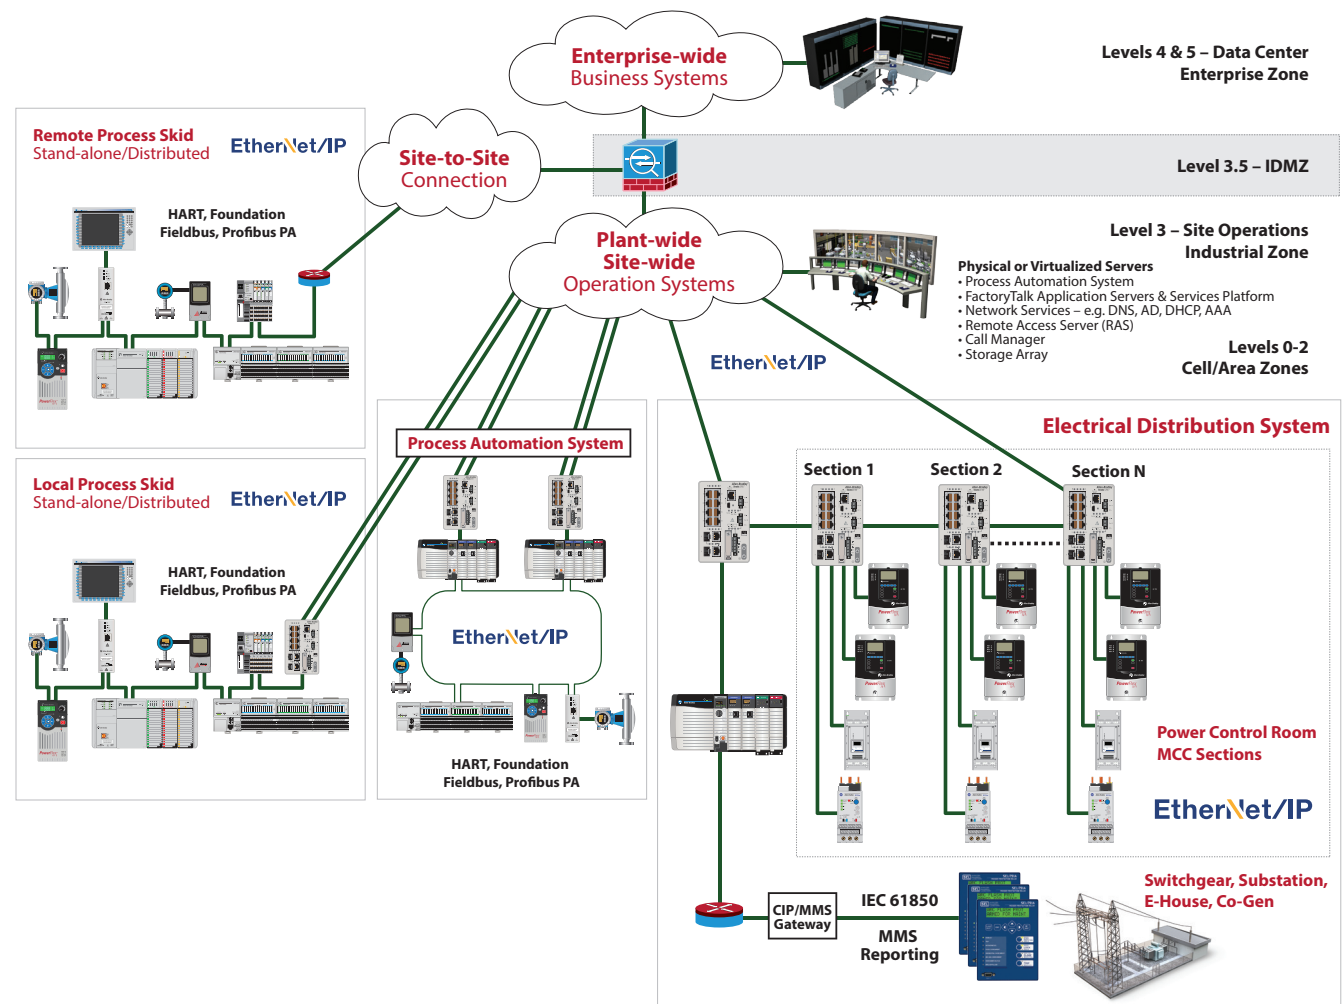 Enterprise-wide
Business Systems
Levels 4 & 5 – Data Center
Enterprise Zone
Remote Process Skid
Stand-alone/Distributed
EtherNet/IP
Site-to-Site
Connection
Level 3.5 – IDMZ
HART, Foundation
Fieldbus, Profibus PA
Plant-wide
Site-wide
Operation Systems
Level 3 – Site Operations
Industrial Zone
Physical or Virtualized Servers
• Process Automation System
• FactoryTalk Application Servers & Services Platform
• Network Services – e.g. DNS, AD, DHCP, AAA
• Remote Access Server (RAS)
• Call Manager
• Storage Array
Levels 0-2
Cell/Area Zones
EtherNet/IP
Process Automation System
Electrical Distribution System
Local Process Skid
Stand-alone/Distributed
EtherNet/IP
Section 1
Section 2
Section N
HART, Foundation
Fieldbus, Profibus PA
EtherNet/IP
HART, Foundation
Fieldbus, Profibus PA
Power Control Room
MCC Sections
EtherNet/IP
CIP/MMS
Gateway
IEC 61850
MMS
Reporting
Switchgear, Substation,
E-House, Co-Gen